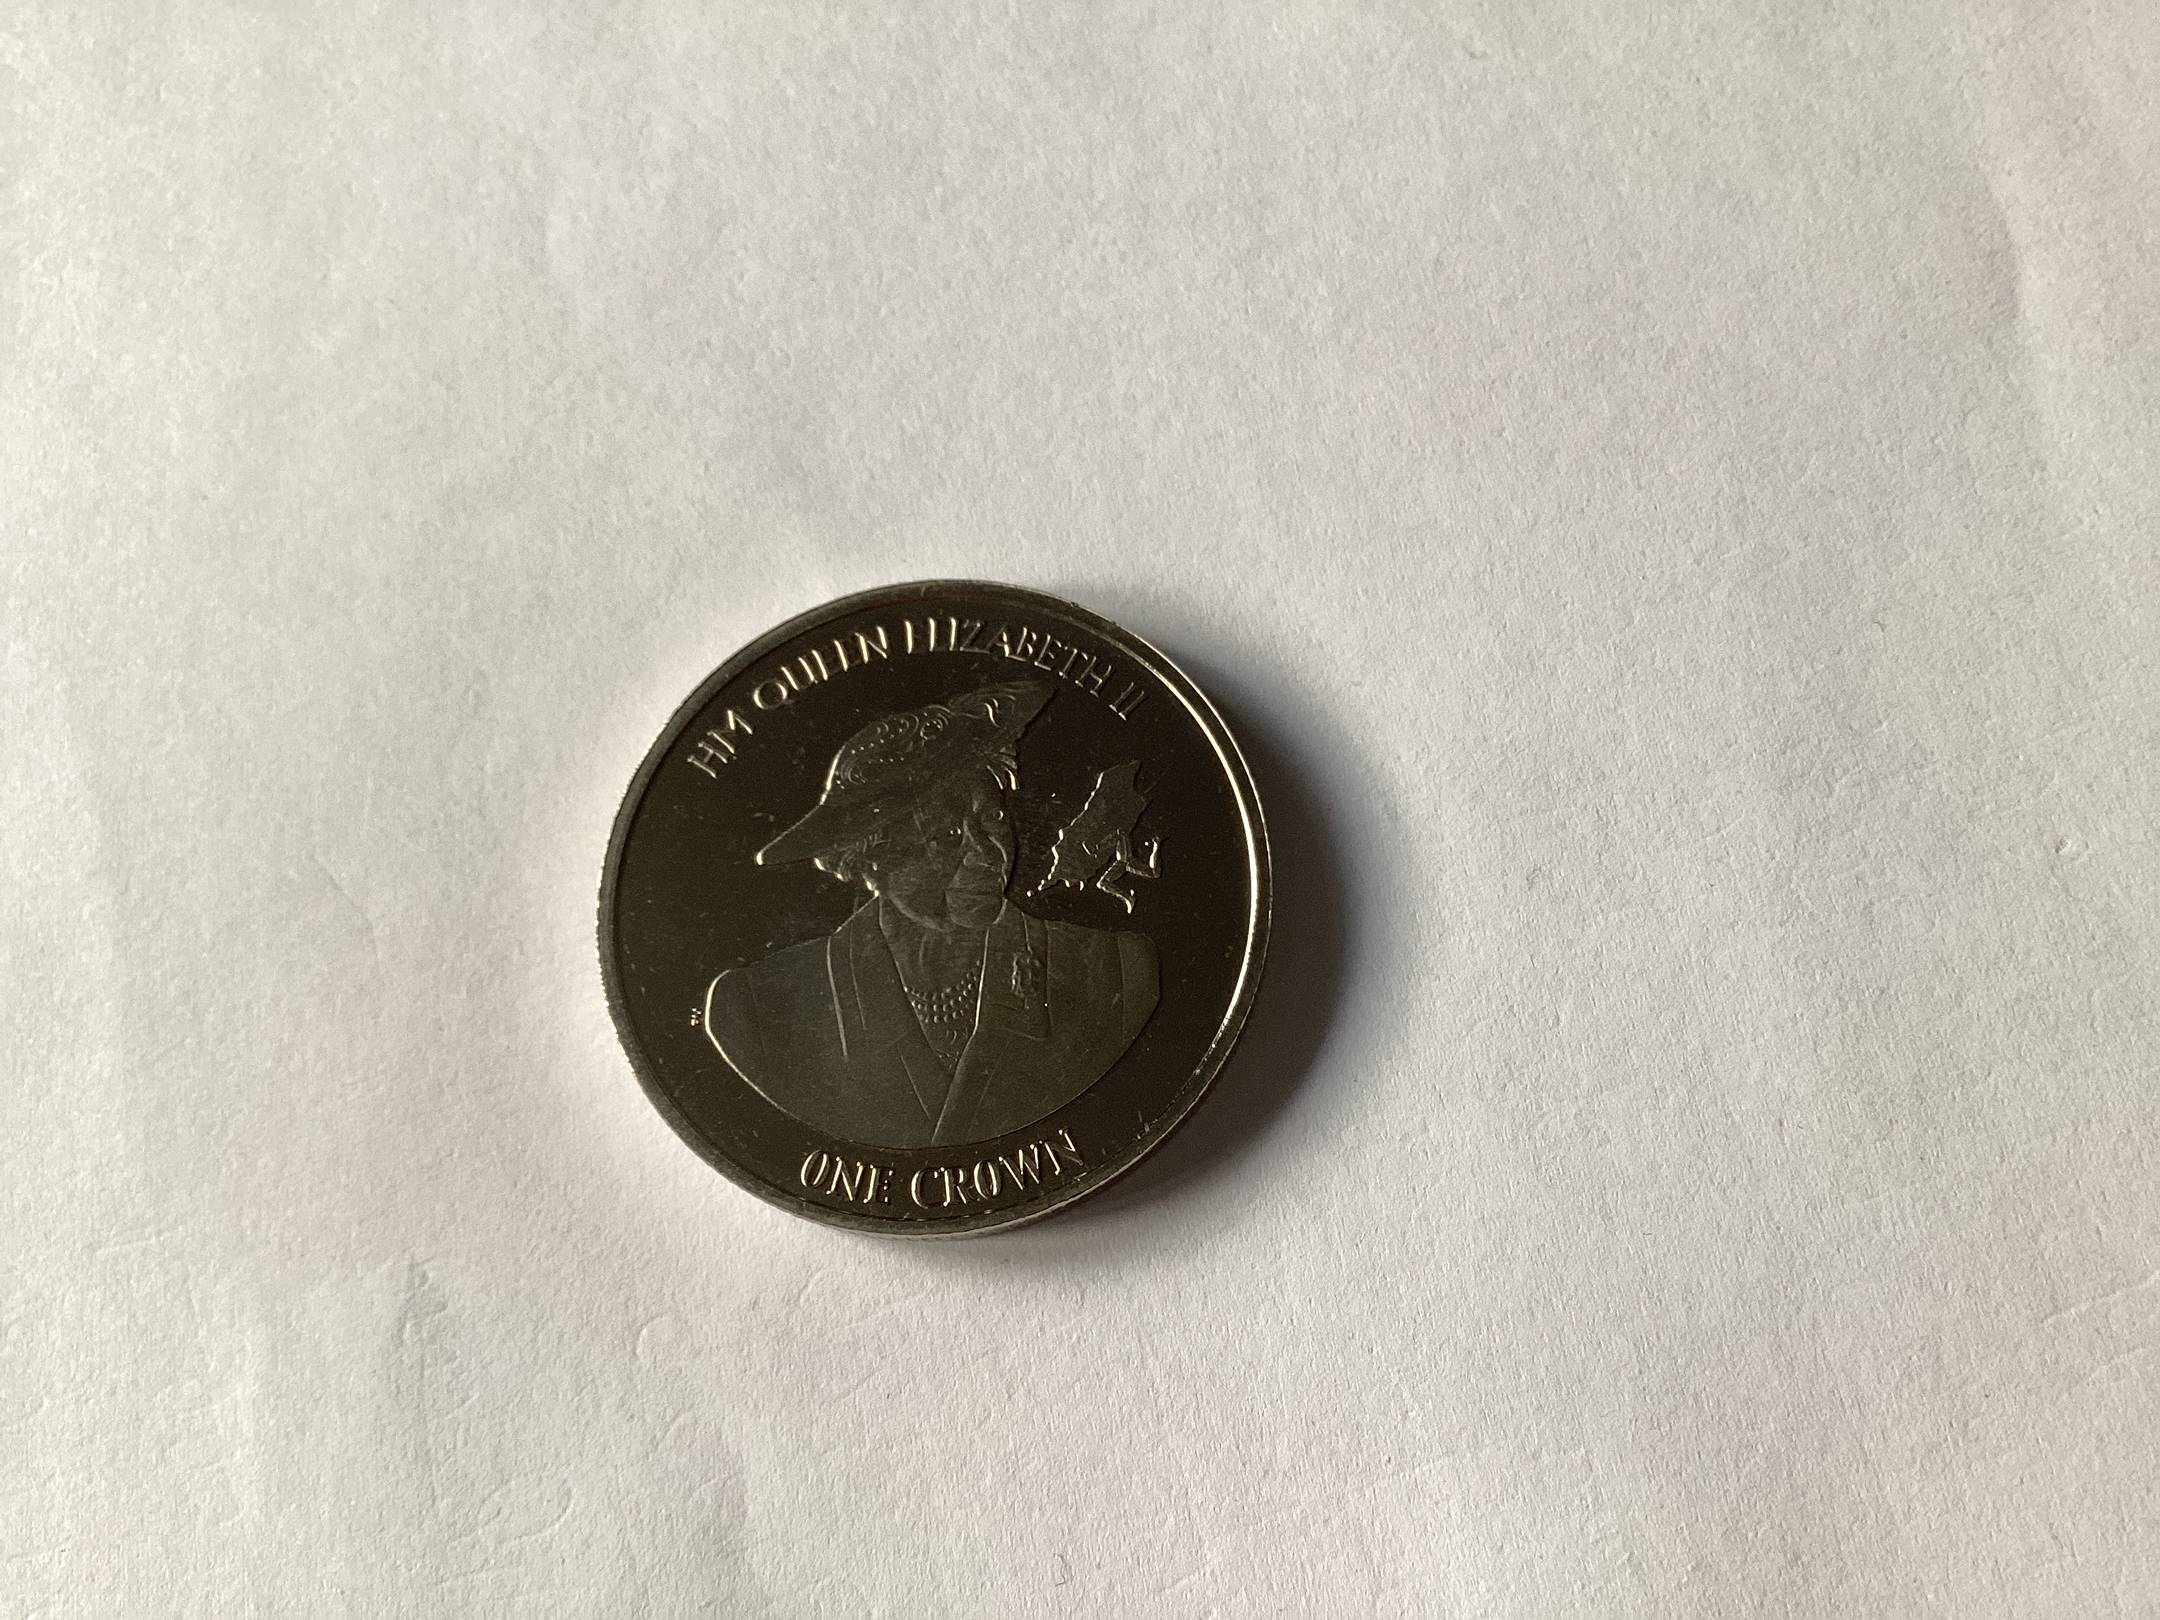 HM QUEEN ELIZABETH II
ONE CROWN